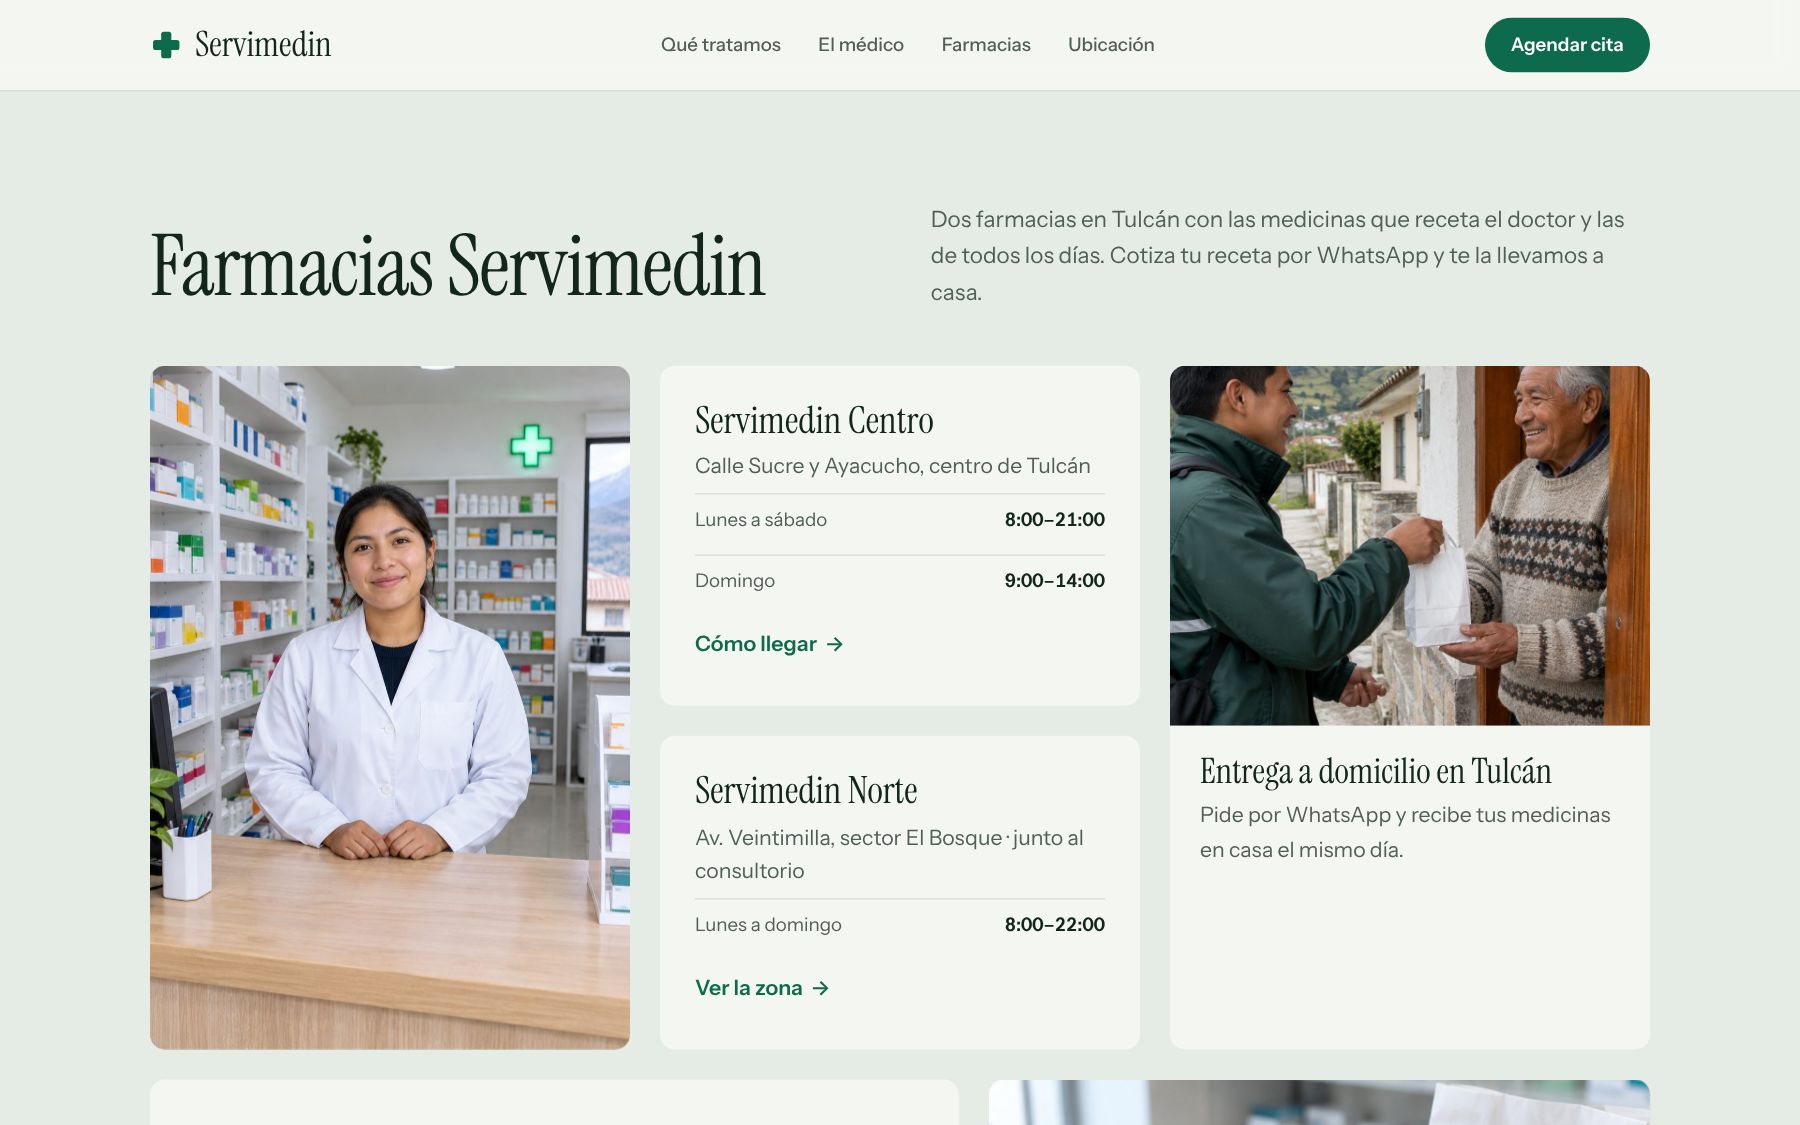 Servimedin
Qué tratamos
El médico
Farmacias
Ubicación
Agendar cita
Farmacias Servimedin
Dos farmacias en Tulcán con las medicinas que receta el doctor y las
de todos los días. Cotiza tu receta por WhatsApp y te la llevamos a
casa.
Servimedin Centro
Calle Sucre y Ayacucho, centro de Tulcán
Lunes a sábado 8:00–21:00
Domingo 9:00–14:00
Cómo llegar →
Servimedin Norte
Av. Veintimilla, sector El Bosque · junto al
consultorio
Lunes a domingo 8:00–22:00
Ver la zona →
Entrega a domicilio en Tulcán
Pide por WhatsApp y recibe tus medicinas
en casa el mismo día.